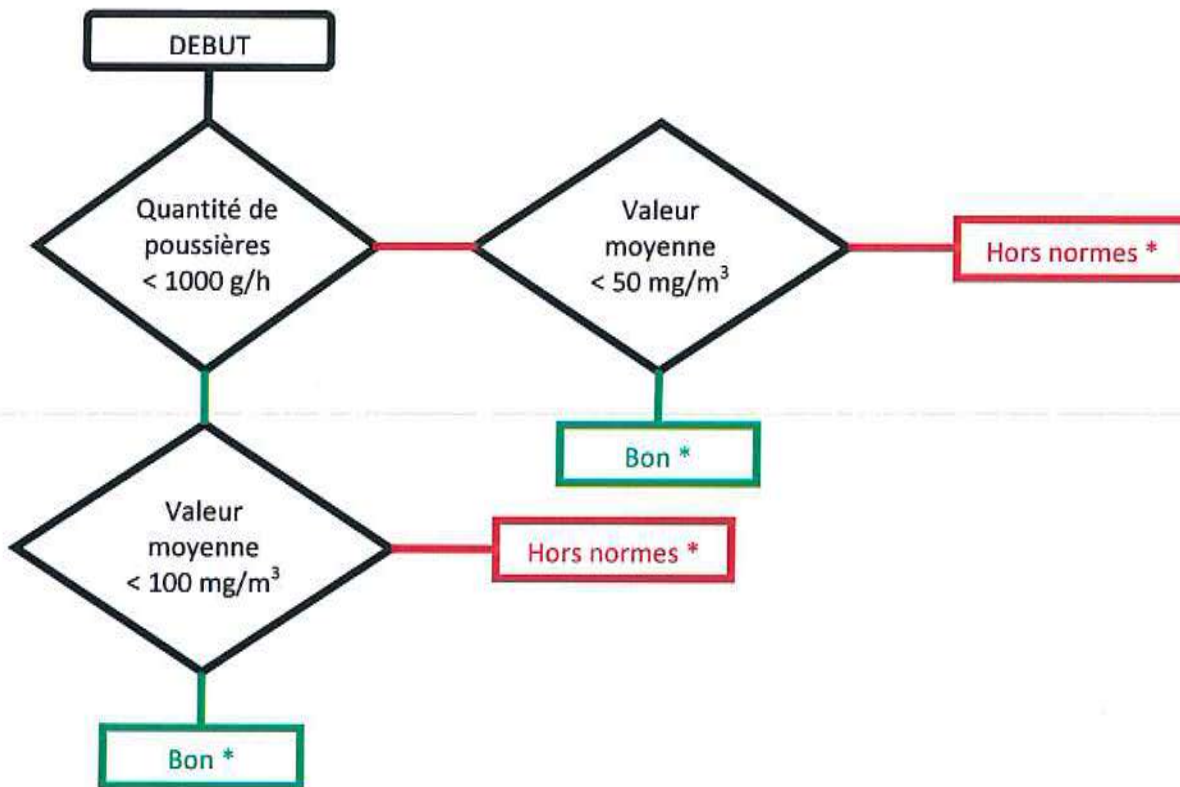 DEBUT
Quantité de
poussières
< 1000 g/h
Valeur
moyenne
< 50 mg/m³
Hors normes *
Bon *
Valeur
moyenne
< 100 mg/m³
Hors normes *
Bon *